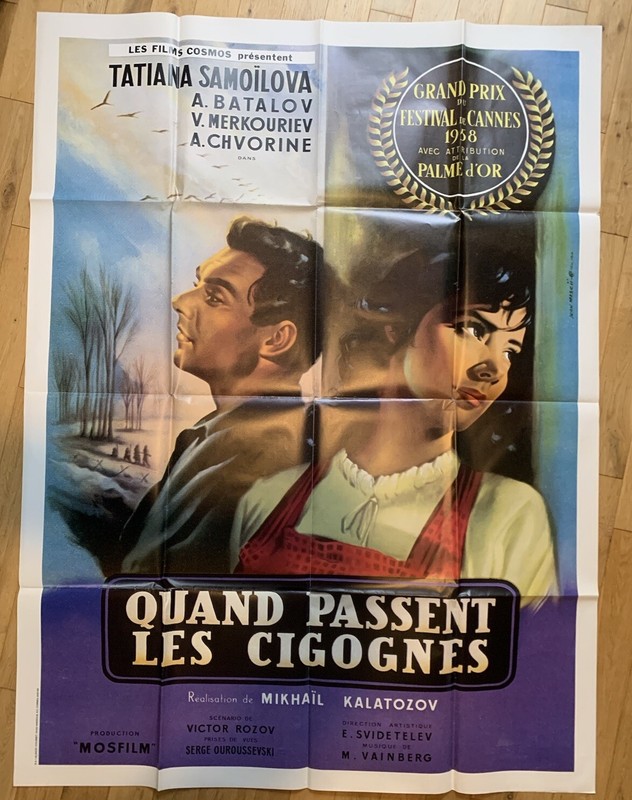 LES FILMS COSMOS présentent
TATIANA SAMOÏLOVA
A. BATALOV
V. MERKOURIEV
A. CHVORINE
DANS
GRAND PRIX
DU
FESTIVAL de CANNES
1958
AVEC ATTRIBUTION
DE LA
PALME d'OR
QUAND PASSENT
LES CIGOGNES
Réalisation de MIKHAÏL KALATOZOV
PRODUCTION
"MOSFILM"
SCENARIO DE
VICTOR ROZOV
PRISES DE VUES
SERGE OUROUSSEVSKI
DIRECTION ARTISTIQUE
E. SVIDETELEV
MUSIQUE DE
M. VAINBERG